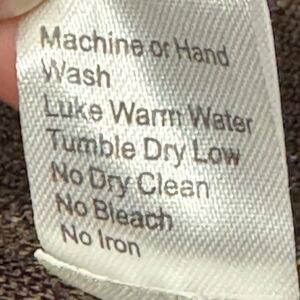 Machine or Hand
Wash
Luke Warm Water
Tumble Dry Low
No Dry Clean
No Bleach
No Iron